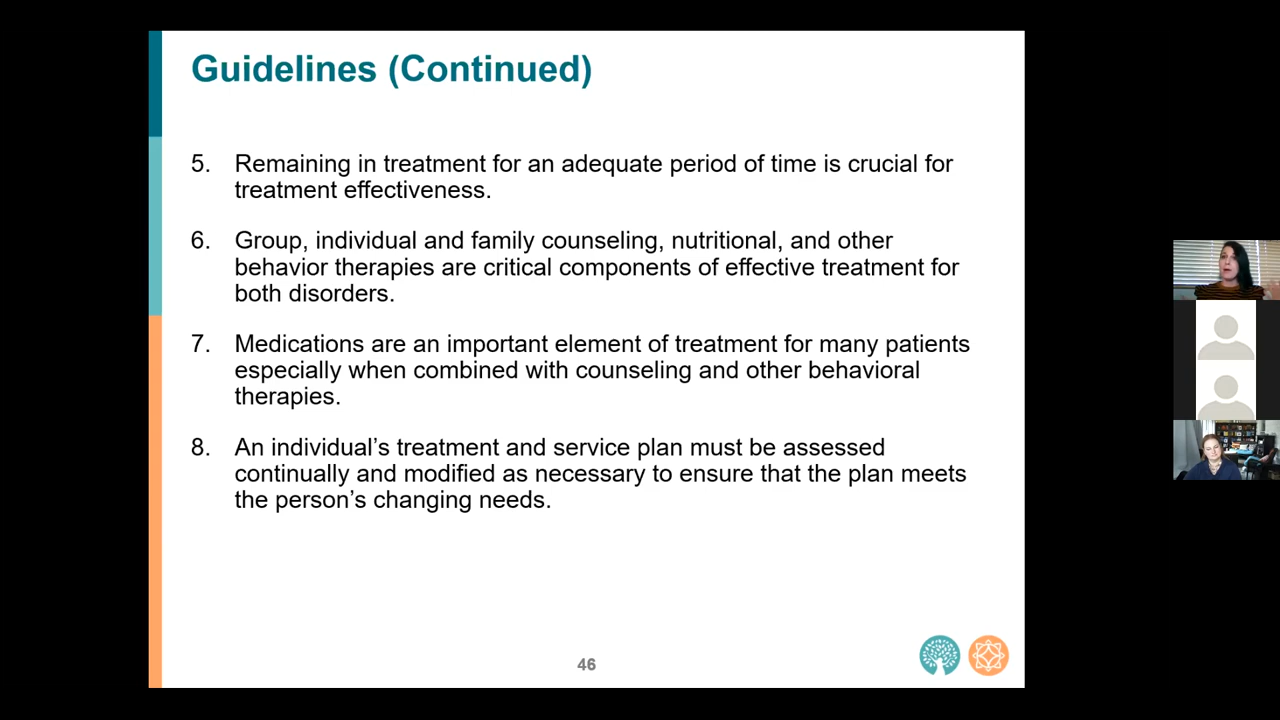 Guidelines (Continued)
5. Remaining in treatment for an adequate period of time is crucial for
treatment effectiveness.
6. Group, individual and family counseling, nutritional, and other
behavior therapies are critical components of effective treatment for
both disorders.
7. Medications are an important element of treatment for many patients
especially when combined with counseling and other behavioral
therapies.
8. An individual’s treatment and service plan must be assessed
continually and modified as necessary to ensure that the plan meets
the person’s changing needs.
46